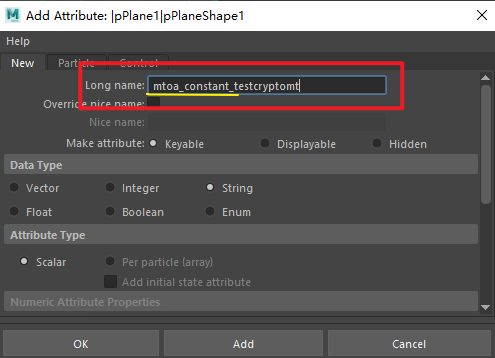 Add Attribute: |pPlane1|pPlaneShape1
Help
New Particle Control
Long name: mtoa_constant_testcryptomt
Override nice name:
Nice name:
Make attribute: Keyable Displayable Hidden
Data Type
Vector Integer String
Float Boolean Enum
Attribute Type
Scalar Per particle (array)
Add initial state attribute
Numeric Attribute Properties
OK Add Cancel